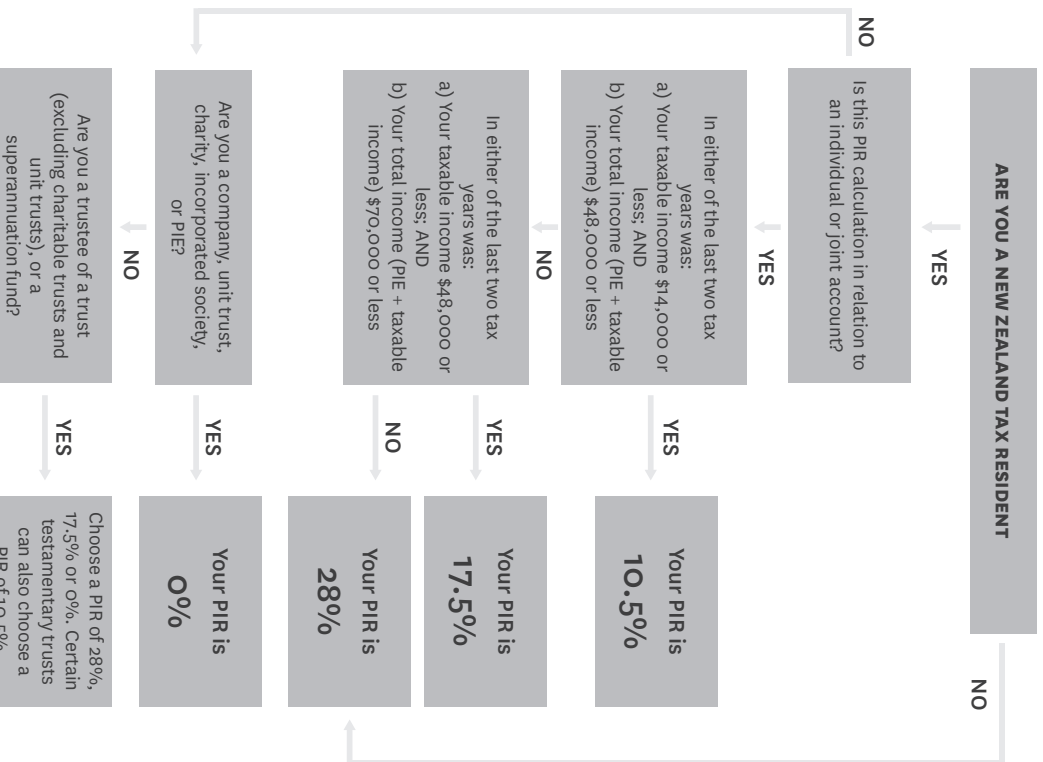 ARE YOU A NEW ZEALAND TAX RESIDENT
YES
NO
Is this PIR calculation in relation to
an individual or joint account?
NO
YES
In either of the last two tax
years was:
a) Your taxable income $14,000 or
less; AND
b) Your total income (PIE + taxable
income) $48,000 or less
YES
Your PIR is
10.5%
NO
In either of the last two tax
years was:
a) Your taxable income $48,000 or
less; AND
b) Your total income (PIE + taxable
income) $70,000 or less
YES
Your PIR is
17.5%
NO
Your PIR is
28%
Are you a company, unit trust,
charity, incorporated society,
or PIE?
YES
Your PIR is
0%
NO
Are you a trustee of a trust
(excluding charitable trusts and
unit trusts), or a
superannuation fund?
YES
Choose a PIR of 28%,
17.5% or 0%. Certain
testamentary trusts
can also choose a
PIR of 10.5%